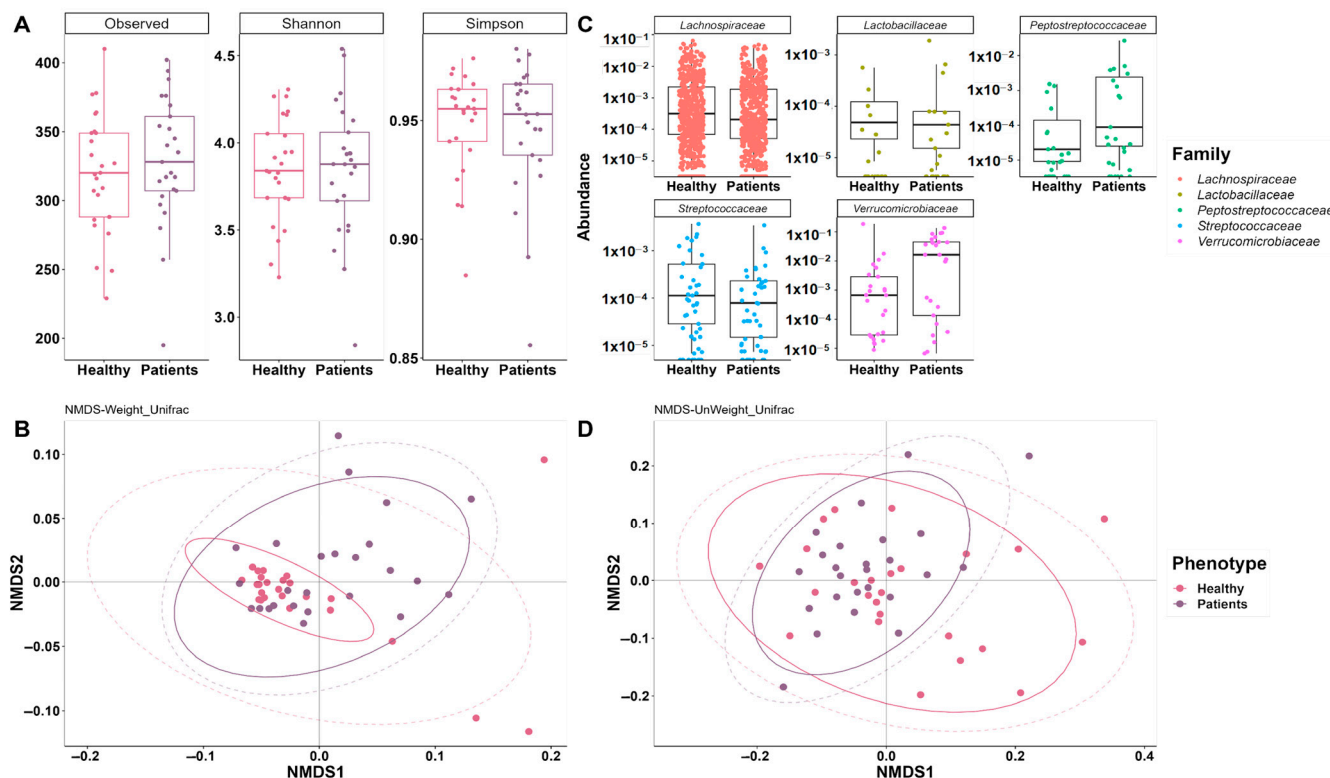 A
Observed
Shannon
Simpson
400
350
300
250
200
4.5
4.0
3.5
3.0
0.95
0.90
0.85
Healthy Patients
Healthy Patients
Healthy Patients
C
Abundance
Lachnospiraceae
Lactobacillaceae
Peptostreptococcaceae
1x10⁻¹
1x10⁻²
1x10⁻³
1x10⁻⁴
1x10⁻⁵
1x10⁻³
1x10⁻⁴
1x10⁻⁵
1x10⁻²
1x10⁻³
1x10⁻⁴
1x10⁻⁵
Healthy Patients
Healthy Patients
Healthy Patients
Streptococcaceae
Verrucomicrobiaceae
1x10⁻³
1x10⁻⁴
1x10⁻⁵
1x10⁻¹
1x10⁻²
1x10⁻³
1x10⁻⁴
1x10⁻⁵
Healthy Patients
Healthy Patients
Family
Lachnospiraceae
Lactobacillaceae
Peptostreptococcaceae
Streptococcaceae
Verrucomicrobiaceae
B
NMDS-Weight_Unifrac
NMDS2
0.10
0.05
0.00
−0.05
−0.10
−0.2
−0.1
0.0
0.1
0.2
NMDS1
D
NMDS-UnWeight_Unifrac
NMDS2
0.2
0.1
0.0
−0.1
−0.2
−0.2
0.0
0.2
0.4
NMDS1
Phenotype
Healthy
Patients